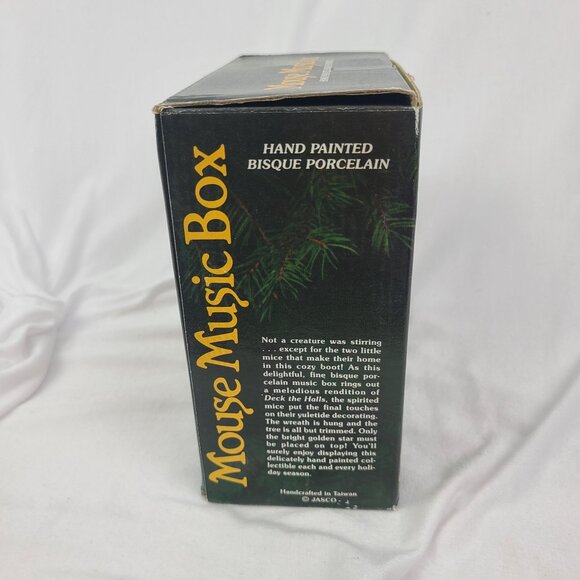 Mouse Music
HAND PAINTED
BISQUE PORCELAIN
Mouse Music Box
Not a creature was stirring
. . . except for the two little
mice that make their home
in this cozy boot! As this
delightful, fine bisque por-
celain music box rings out
a melodious rendition of
Deck the Halls, the spirited
mice put the final touches
on their yuletide decorating.
The wreath is hung and the
tree is all but trimmed. Only
the bright golden star must
be placed on top! You'll
surely enjoy displaying this
delicately hand painted col-
lectible each and every holi-
day season.
Handcrafted in Taiwan
© JASCO